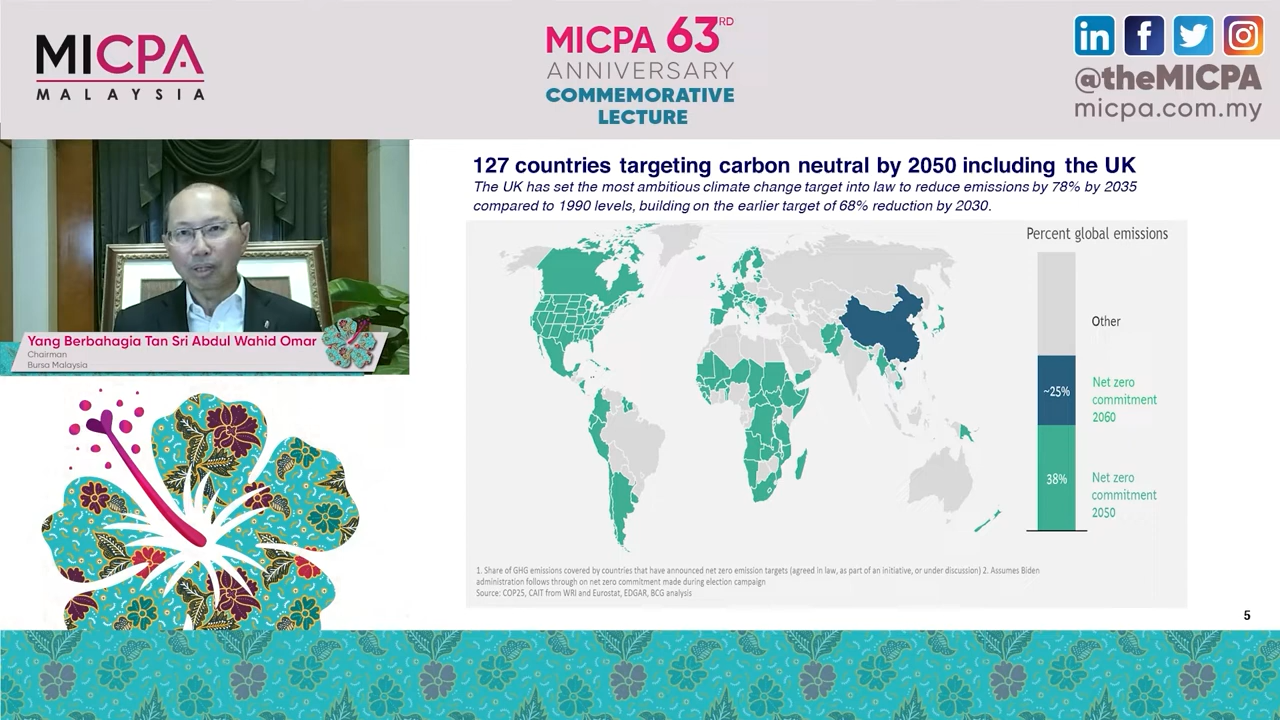 MICPA
MALAYSIA
MICPA 63RD
ANNIVERSARY
COMMEMORATIVE
LECTURE
in f
@theMICPA
micpa.com.my
127 countries targeting carbon neutral by 2050 including the UK
The UK has set the most ambitious climate change target into law to reduce emissions by 78% by 2035
compared to 1990 levels, building on the earlier target of 68% reduction by 2030.
Percent global emissions
Other
~25%
Net zero
commitment
2060
38%
Net zero
commitment
2050
Yang Berbahagia Tan Sri Abdul Wahid Omar
Chairman
Bursa Malaysia
1. Share of GHG emissions covered by countries that have announced net zero emission targets (agreed in law, as part of an initiative, or under discussion) 2. Assumes Biden
administration follows through on net zero commitment made during election campaign
Source: COP25, CAIT from WRI and Eurostat, EDGAR, BCG analysis
5